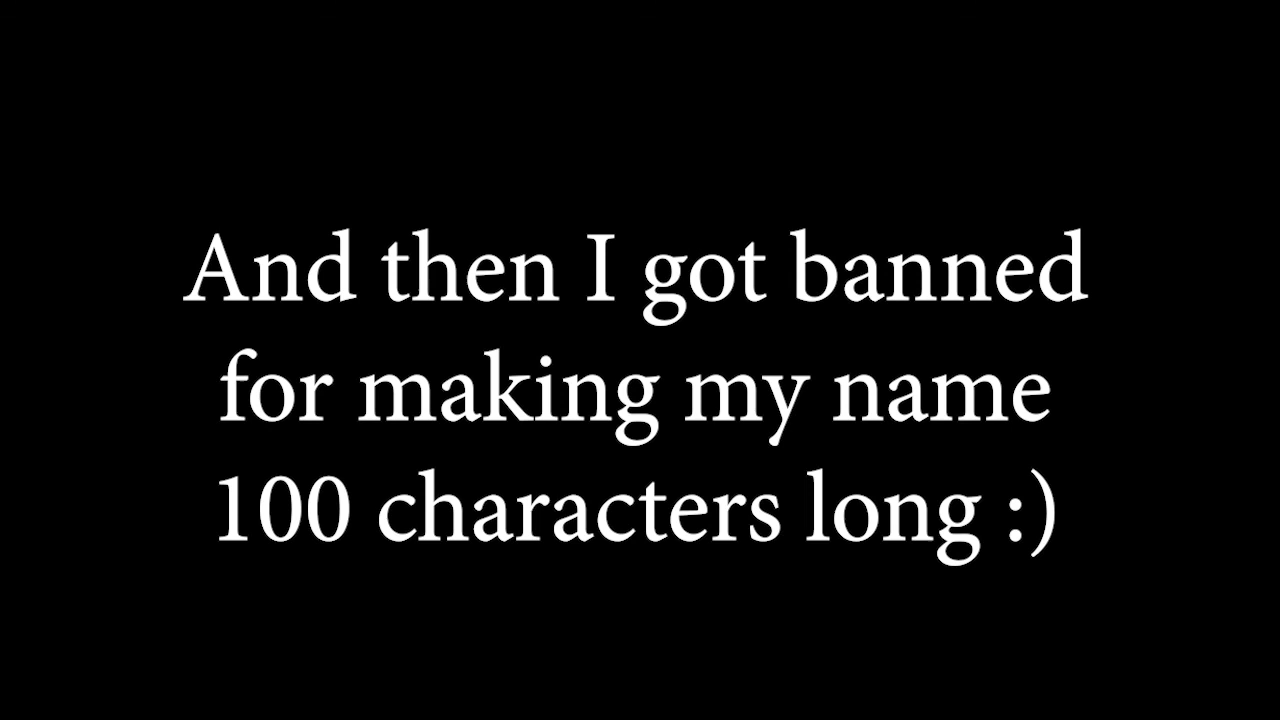 And then I got banned
for making my name
100 characters long :)